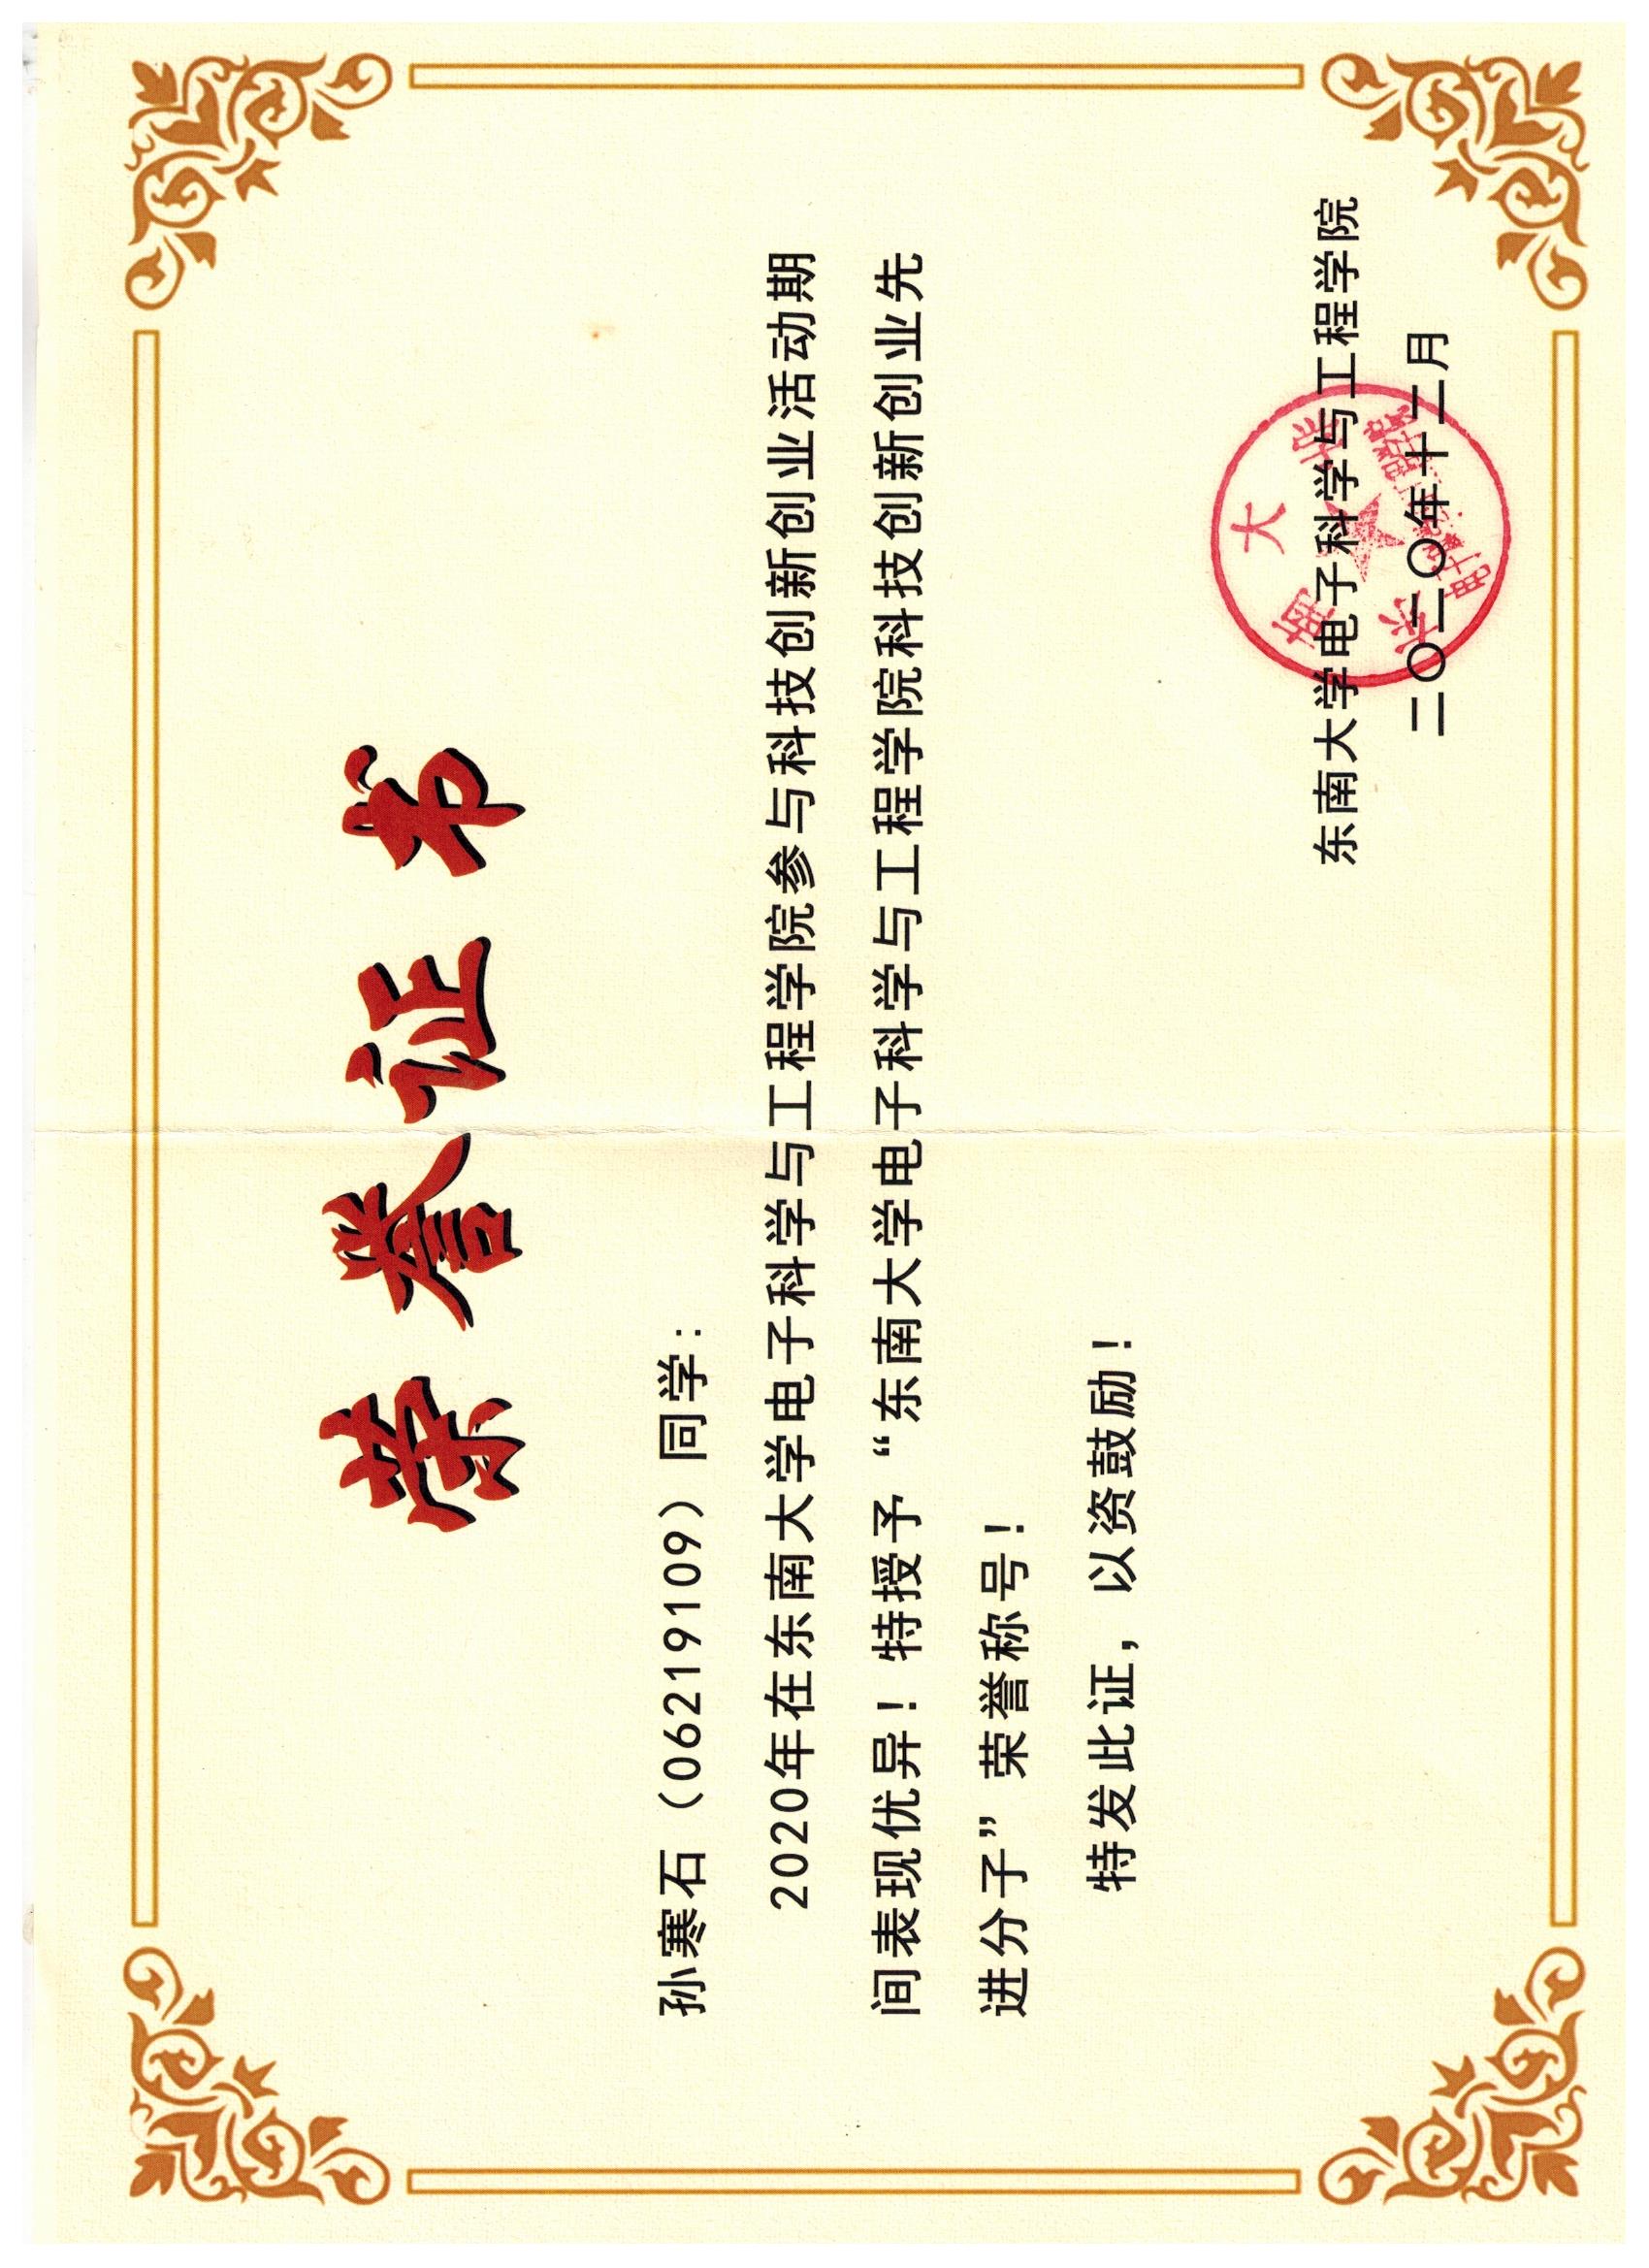 荣誉证书
孙寒石（06219109）同学：
2020年在东南大学电子科学与工程学院参与科技创新创业活动期
间表现优异！特授予“东南大学电子科学与工程学院科技创新创业先
进分子”荣誉称号！
特发此证，以资鼓励！
东南大学电子科学与工程学院
二〇二〇年十二月
东南大学